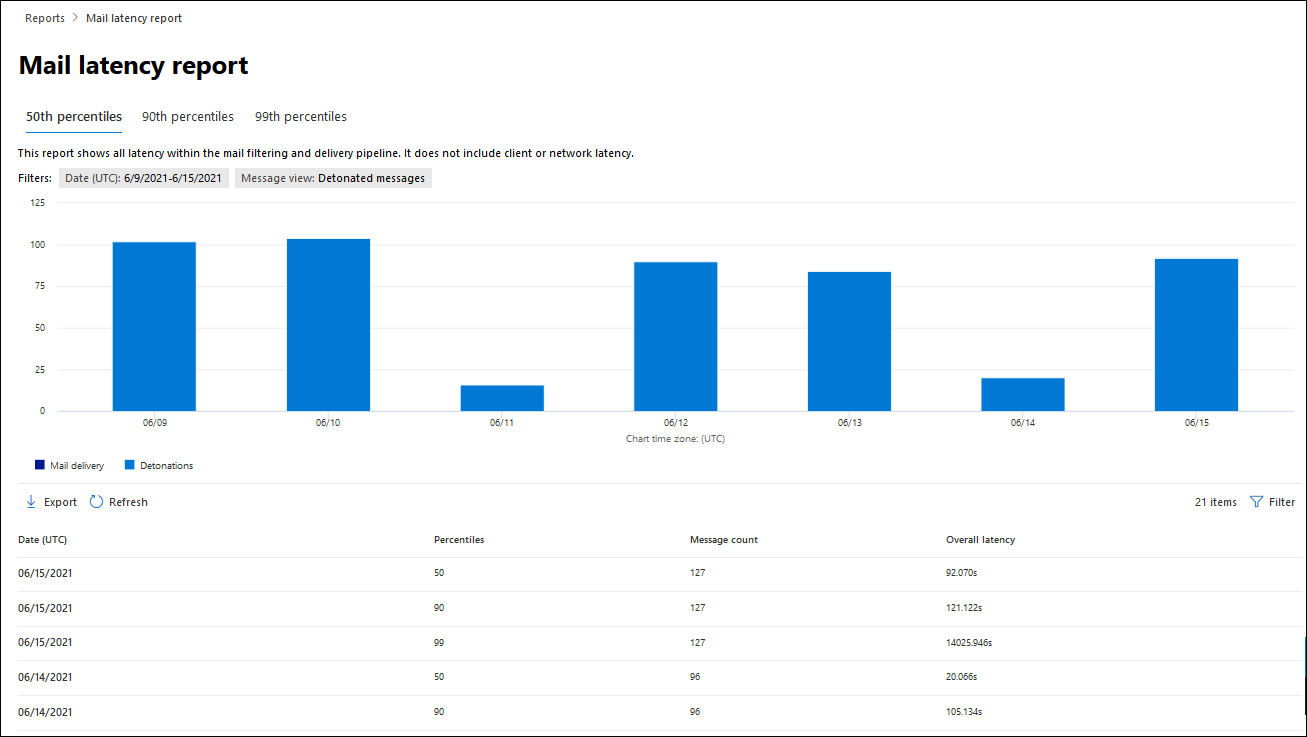 Reports > Mail latency report
Mail latency report
50th percentiles 90th percentiles 99th percentiles
This report shows all latency within the mail filtering and delivery pipeline. It does not include client or network latency.
Filters: Date (UTC): 6/9/2021-6/15/2021 Message view: Detonated messages
125
100
75
50
25
0
06/09 06/10 06/11 06/12 06/13 06/14 06/15
Chart time zone: (UTC)
Mail delivery Detonations
Export Refresh 21 items Filter
Date (UTC) Percentiles Message count Overall latency
06/15/2021 50 127 92.070s
06/15/2021 90 127 121.122s
06/15/2021 99 127 14025.946s
06/14/2021 50 96 20.066s
06/14/2021 90 96 105.134s